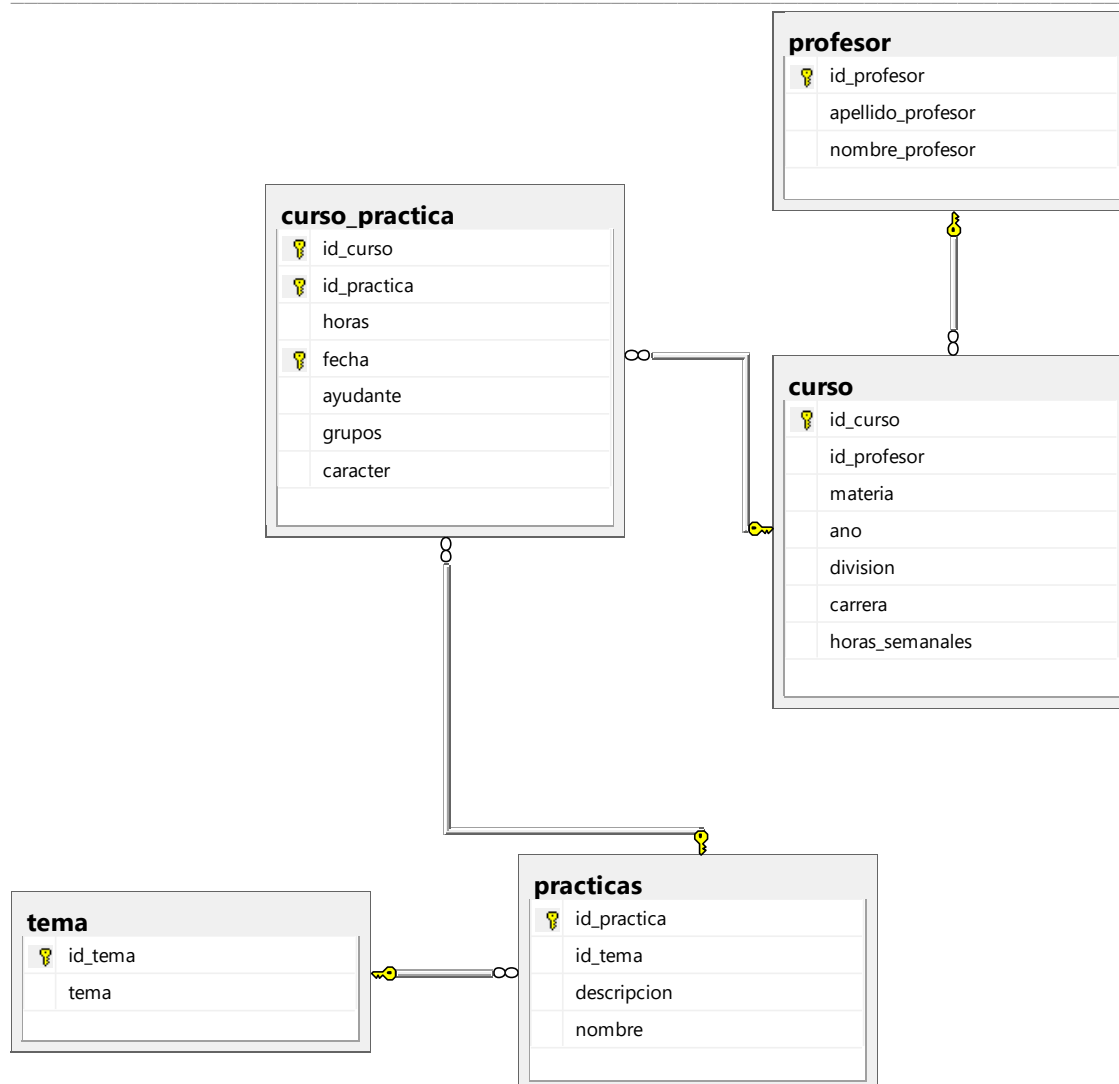 profesor
id_profesor
apellido_profesor
nombre_profesor
curso_practica
id_curso
id_practica
horas
fecha
ayudante
grupos
caracter
curso
id_curso
id_profesor
materia
ano
division
carrera
horas_semanales
tema
id_tema
tema
practicas
id_practica
id_tema
descripcion
nombre